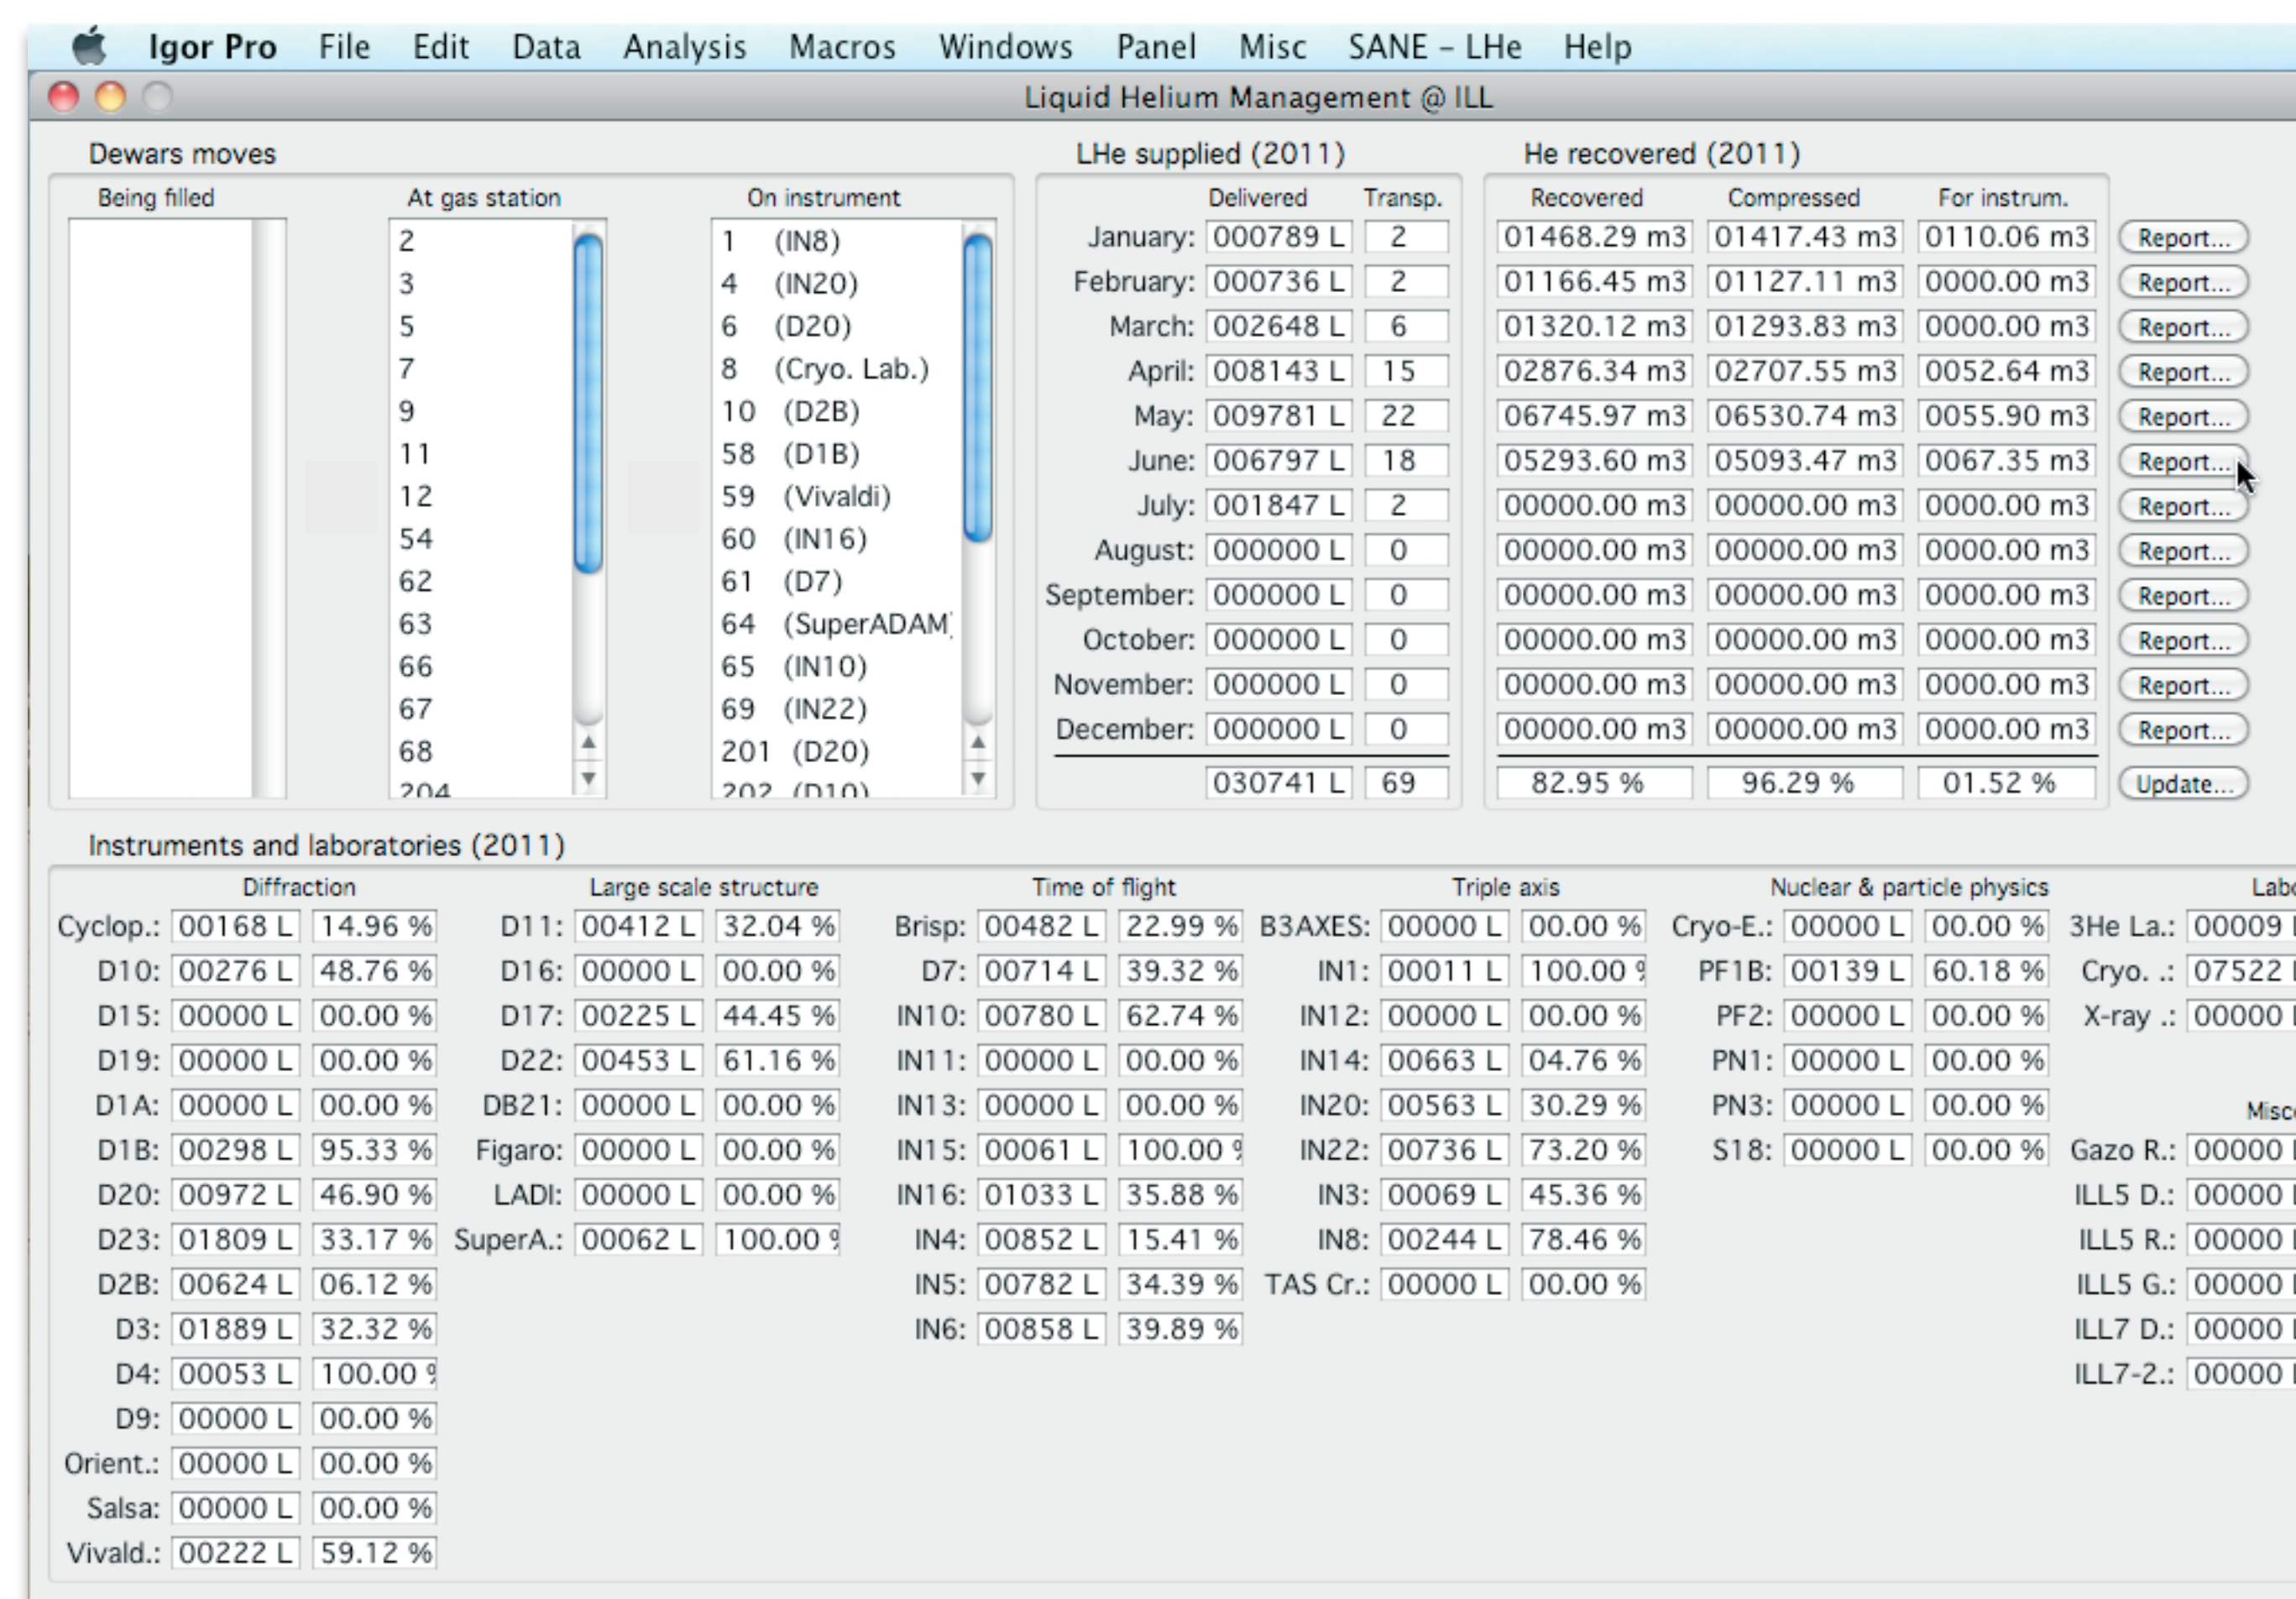 Igor Pro File Edit Data Analysis Macros Windows Panel Misc SANE – LHe Help
Liquid Helium Management @ ILL
Dewars moves
Being filled
At gas station
2
3
5
7
9
11
12
54
62
63
66
67
68
204
On instrument
1 (IN8)
4 (IN20)
6 (D20)
8 (Cryo. Lab.)
10 (D2B)
58 (D1B)
59 (Vivaldi)
60 (IN16)
61 (D7)
64 (SuperADAM)
65 (IN10)
69 (IN22)
201 (D20)
202 (D10)
LHe supplied (2011)
Delivered Transp.
January: 000789 L 2
February: 000736 L 2
March: 002648 L 6
April: 008143 L 15
May: 009781 L 22
June: 006797 L 18
July: 001847 L 2
August: 000000 L 0
September: 000000 L 0
October: 000000 L 0
November: 000000 L 0
December: 000000 L 0
030741 L 69
He recovered (2011)
Recovered Compressed For instrum.
01468.29 m3 01417.43 m3 0110.06 m3 Report...
01166.45 m3 01127.11 m3 0000.00 m3 Report...
01320.12 m3 01293.83 m3 0000.00 m3 Report...
02876.34 m3 02707.55 m3 0052.64 m3 Report...
06745.97 m3 06530.74 m3 0055.90 m3 Report...
05293.60 m3 05093.47 m3 0067.35 m3 Report...
00000.00 m3 00000.00 m3 0000.00 m3 Report...
00000.00 m3 00000.00 m3 0000.00 m3 Report...
00000.00 m3 00000.00 m3 0000.00 m3 Report...
00000.00 m3 00000.00 m3 0000.00 m3 Report...
00000.00 m3 00000.00 m3 0000.00 m3 Report...
00000.00 m3 00000.00 m3 0000.00 m3 Report...
82.95 % 96.29 % 01.52 % Update...
Instruments and laboratories (2011)
Diffraction
Cyclop.: 00168 L 14.96 %
D10: 00276 L 48.76 %
D15: 00000 L 00.00 %
D19: 00000 L 00.00 %
D1A: 00000 L 00.00 %
D1B: 00298 L 95.33 %
D20: 00972 L 46.90 %
D23: 01809 L 33.17 %
D2B: 00624 L 06.12 %
D3: 01889 L 32.32 %
D4: 00053 L 100.00 %
D9: 00000 L 00.00 %
Orient.: 00000 L 00.00 %
Salsa: 00000 L 00.00 %
Vivald.: 00222 L 59.12 %
Large scale structure
D11: 00412 L 32.04 %
D16: 00000 L 00.00 %
D17: 00225 L 44.45 %
D22: 00453 L 61.16 %
DB21: 00000 L 00.00 %
Figaro: 00000 L 00.00 %
LADI: 00000 L 00.00 %
SuperA.: 00062 L 100.00 %
Time of flight
Brisp: 00482 L 22.99 %
D7: 00714 L 39.32 %
IN10: 00780 L 62.74 %
IN11: 00000 L 00.00 %
IN13: 00000 L 00.00 %
IN15: 00061 L 100.00 %
IN16: 01033 L 35.88 %
IN4: 00852 L 15.41 %
IN5: 00782 L 34.39 %
IN6: 00858 L 39.89 %
Triple axis
B3AXES: 00000 L 00.00 %
IN1: 00011 L 100.00 %
IN12: 00000 L 00.00 %
IN14: 00663 L 04.76 %
IN20: 00563 L 30.29 %
IN22: 00736 L 73.20 %
IN3: 00069 L 45.36 %
IN8: 00244 L 78.46 %
TAS Cr.: 00000 L 00.00 %
Nuclear & particle physics
Cryo-E.: 00000 L 00.00 %
PF1B: 00139 L 60.18 %
PF2: 00000 L 00.00 %
PN1: 00000 L 00.00 %
PN3: 00000 L 00.00 %
S18: 00000 L 00.00 %
3He La.: 00009
Cryo. .: 07522
X-ray .: 00000
Gazo R.: 00000
ILL5 D.: 00000
ILL5 R.: 00000
ILL5 G.: 00000
ILL7 D.: 00000
ILL7-2.: 00000